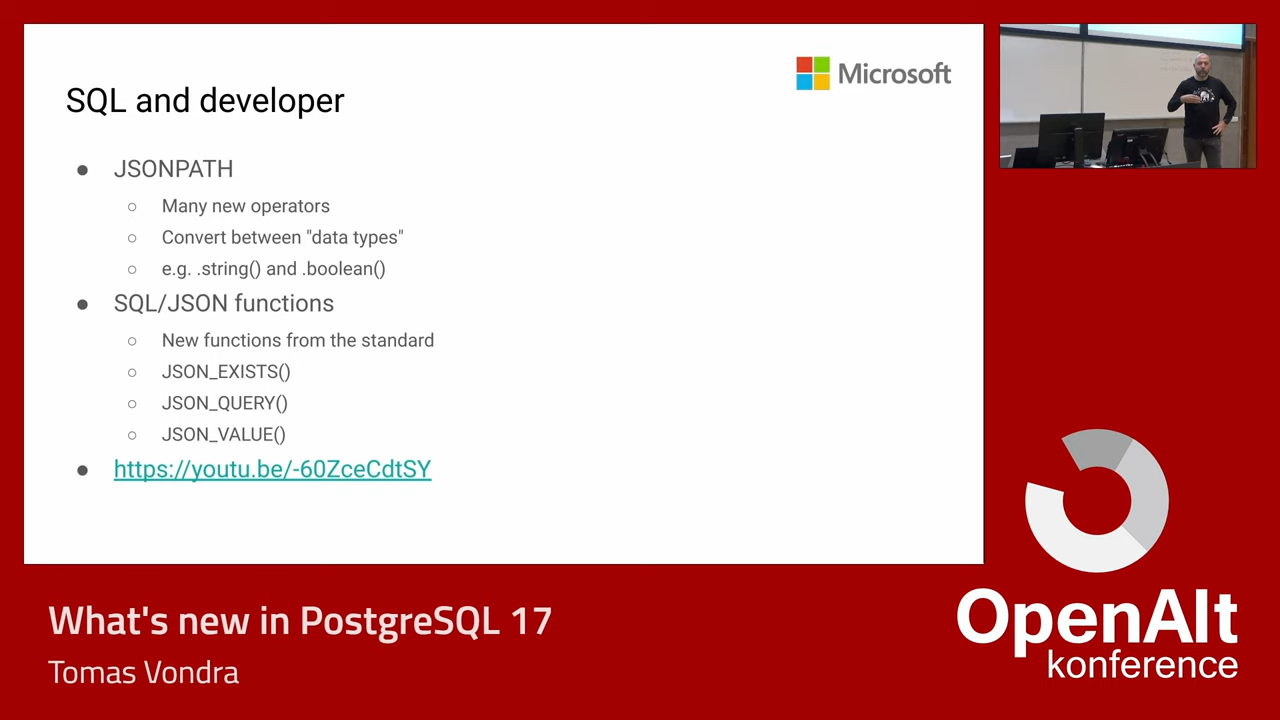 Microsoft
SQL and developer
● JSONPATH
○ Many new operators
○ Convert between "data types"
○ e.g. .string() and .boolean()
● SQL/JSON functions
○ New functions from the standard
○ JSON_EXISTS()
○ JSON_QUERY()
○ JSON_VALUE()
● https://youtu.be/-60ZceCdtSY
What's new in PostgreSQL 17
Tomas Vondra
OpenAlt
konference